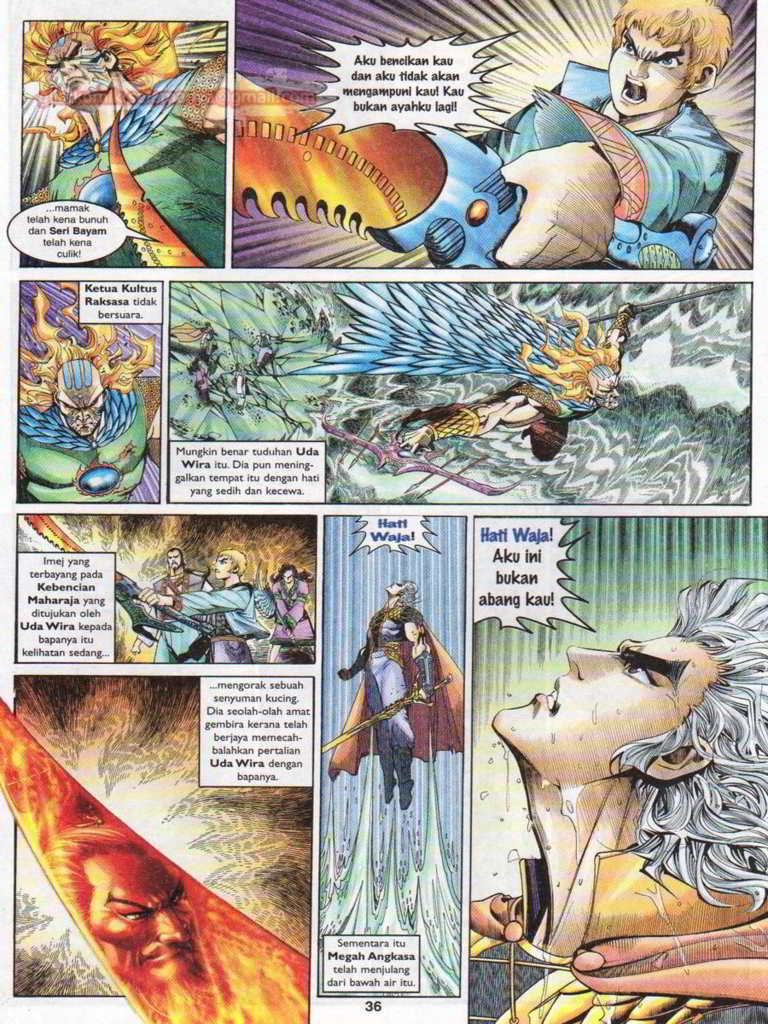 ...mamak
telah kena bunuh
dan Seri Bayam
telah kena
culik!
Aku bencikan kau
dan aku tidak akan
mengampuni kau! Kau
bukan ayahku lagi!
Ketua Kultus
Raksasa tidak
bersuara.
Mungkin benar tuduhan Uda
Wira itu. Dia pun mening-
galkan tempat itu dengan hati
yang sedih dan kecewa.
Imej yang
terbayang pada
Kebencian
Maharaja yang
ditujukan oleh
Uda Wira kepada
bapanya itu
kelihatan sedang...
...mengorak sebuah
senyuman kucing.
Dia seolah-olah amat
gembira kerana telah
berjaya memecah-
balahkan pertalian
Uda Wira dengan
bapanya.
Hati
Waja!
Sementara itu
Megah Angkasa
telah menjulang
dari bawah air itu.
Hati Waja!
Aku ini
bukan
abang kau!
36